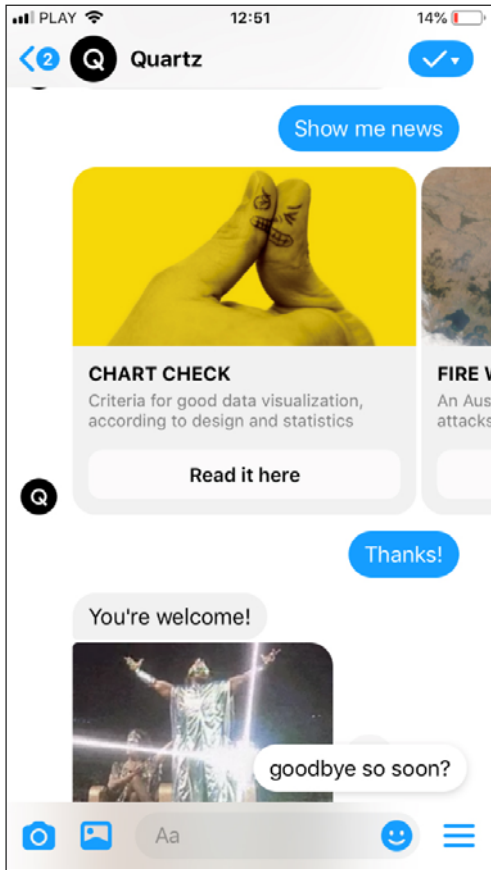 PLAY 12:51 14%
2 Q Quartz
Show me news
CHART CHECK
Criteria for good data visualization,
according to design and statistics
Read it here
FIRE W
An Aus
attacks
Q
Thanks!
You're welcome!
goodbye so soon?
Aa